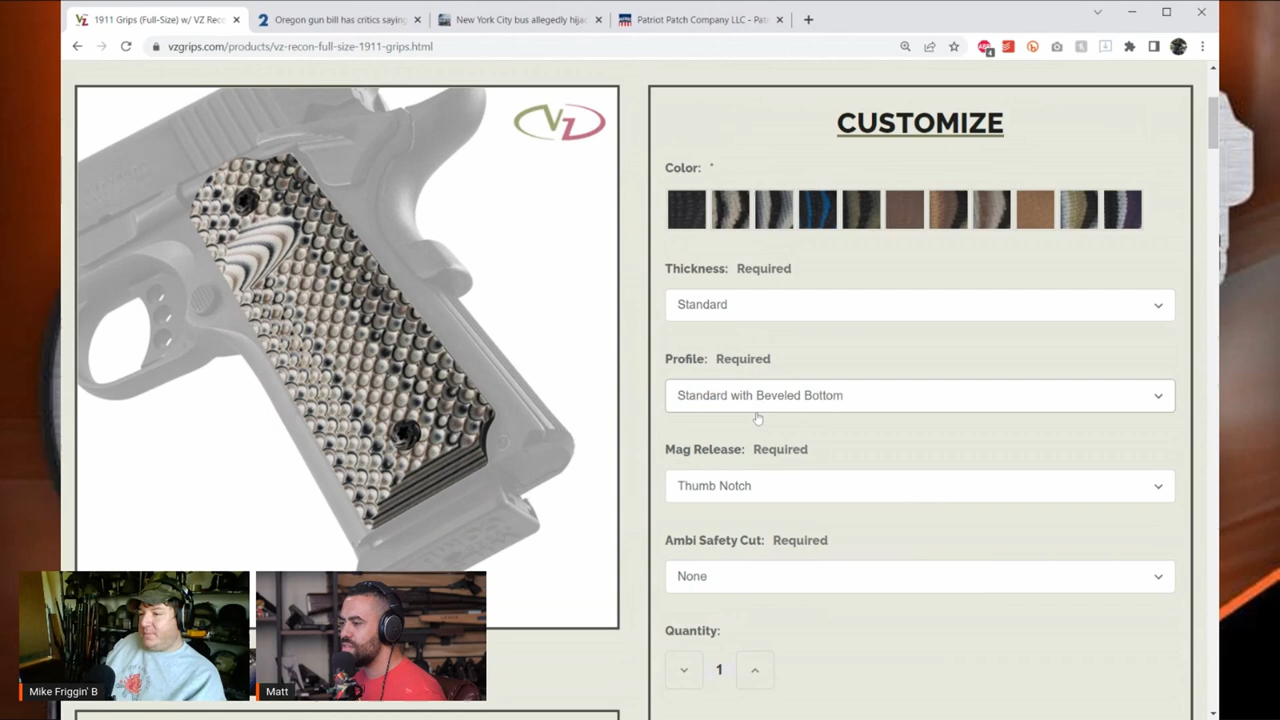 1911 Grips (Full-Size) w/ VZ Reco
2
Oregon gun bill has critics saying
New York City bus allegedly hijac
Patriot Patch Company LLC - Pat
vzgrips.com/products/vz-recon-full-size-1911-grips.html
VZ
CUSTOMIZE
Color: *
Thickness: Required
Standard
Profile: Required
Standard with Beveled Bottom
Mag Release: Required
Thumb Notch
Ambi Safety Cut: Required
None
Quantity:
1
Mike Friggin' B
Matt